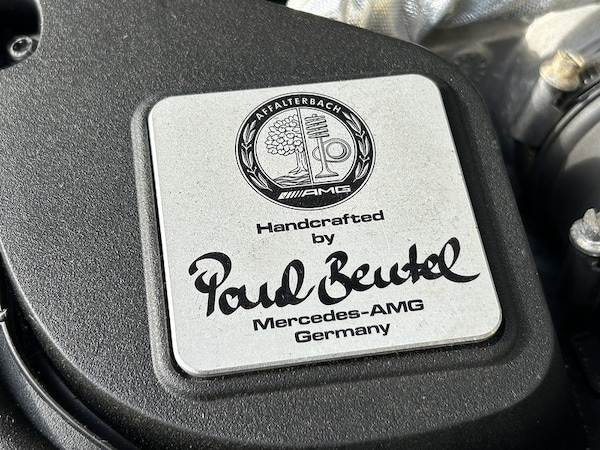 AFFALTERBACH
AMG
Handcrafted
by
Paul Beutel
Mercedes-AMG
Germany